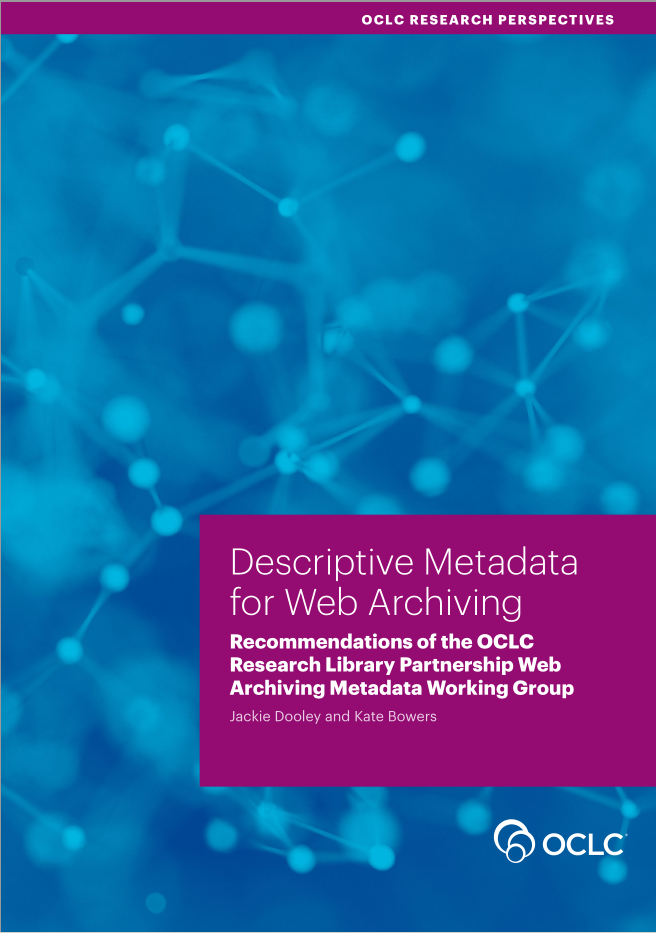 OCLC RESEARCH PERSPECTIVES
Descriptive Metadata
for Web Archiving
Recommendations of the OCLC
Research Library Partnership Web
Archiving Metadata Working Group
Jackie Dooley and Kate Bowers
OCLC